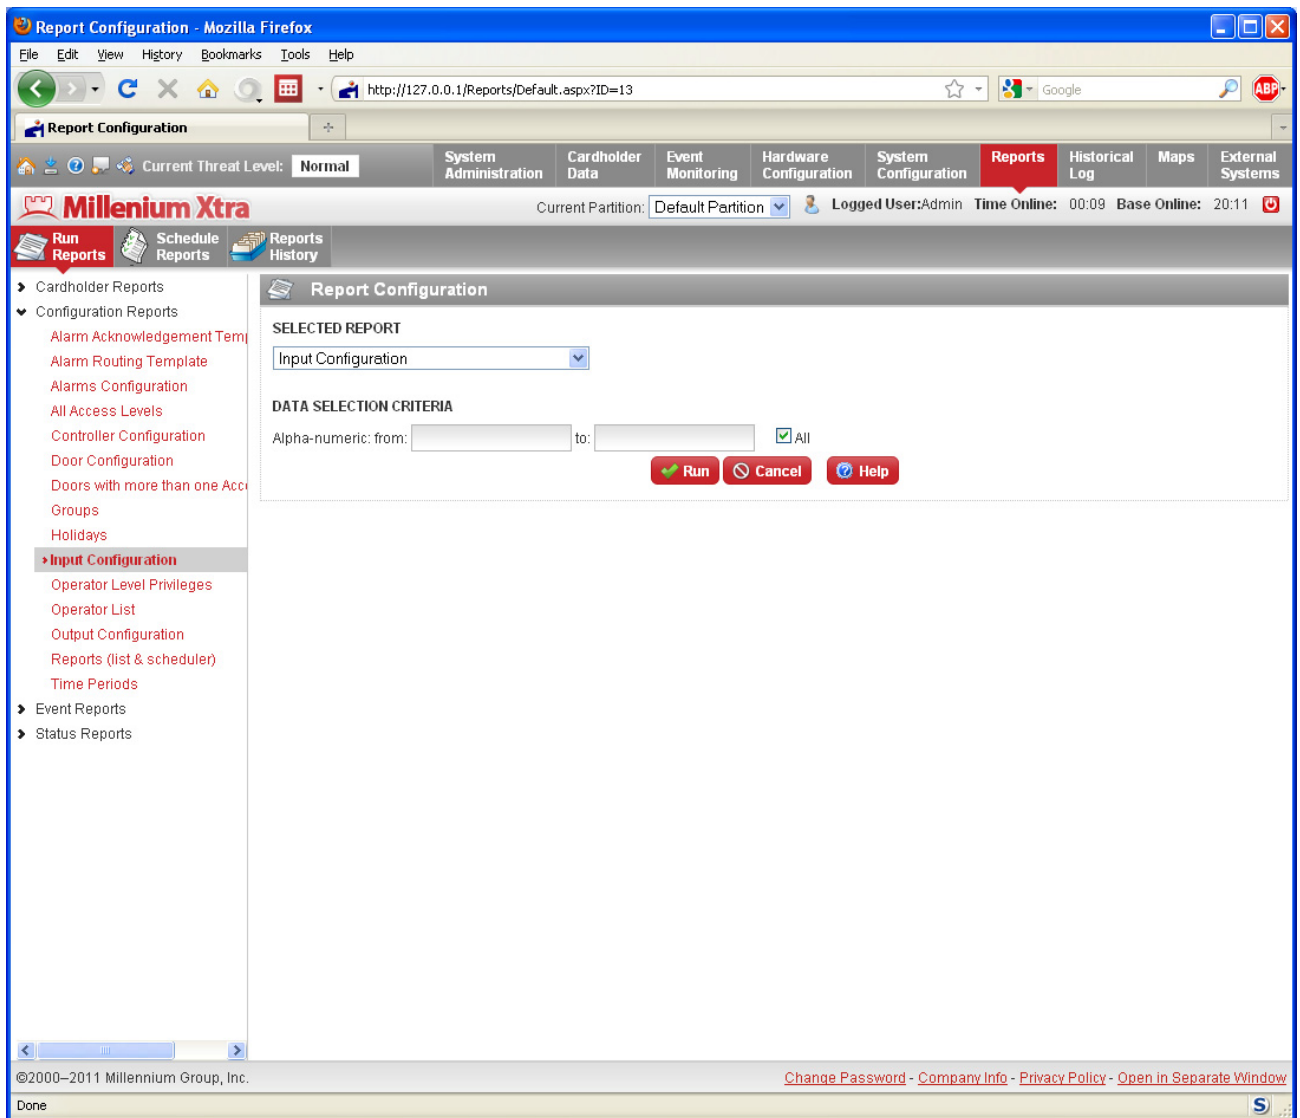 Report Configuration - Mozilla Firefox
File Edit View History Bookmarks Tools Help
http://127.0.0.1/Reports/Default.aspx?ID=13
Google
ABP
Report Configuration
Current Threat Level: Normal
System Administration
Cardholder Data
Event Monitoring
Hardware Configuration
System Configuration
Reports
Historical Log
Maps
External Systems
Millenium Xtra
Current Partition: Default Partition
Logged User:Admin Time Online: 00:09 Base Online: 20:11
Run Reports
Schedule Reports
Reports History
Cardholder Reports
Configuration Reports
Alarm Acknowledgement Temp
Alarm Routing Template
Alarms Configuration
All Access Levels
Controller Configuration
Door Configuration
Doors with more than one Acce
Groups
Holidays
Input Configuration
Operator Level Privileges
Operator List
Output Configuration
Reports (list & scheduler)
Time Periods
Event Reports
Status Reports
Report Configuration
SELECTED REPORT
Input Configuration
DATA SELECTION CRITERIA
Alpha-numeric: from: to: All
Run Cancel Help
©2000–2011 Millennium Group, Inc.
Change Password - Company Info - Privacy Policy - Open in Separate Window
Done
S